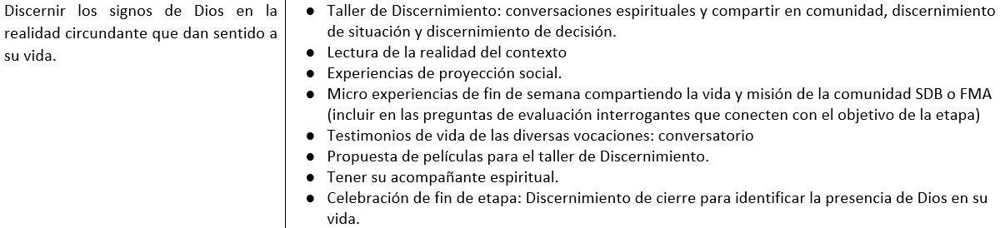 Discernir los signos de Dios en la
realidad circundante que dan sentido a
su vida.
● Taller de Discernimiento: conversaciones espirituales y compartir en comunidad, discernimiento
de situación y discernimiento de decisión.
● Lectura de la realidad del contexto
● Experiencias de proyección social.
● Micro experiencias de fin de semana compartiendo la vida y misión de la comunidad SDB o FMA
(incluir en las preguntas de evaluación interrogantes que conecten con el objetivo de la etapa)
● Testimonios de vida de las diversas vocaciones: conversatorio
● Propuesta de películas para el taller de Discernimiento.
● Tener su acompañante espiritual.
● Celebración de fin de etapa: Discernimiento de cierre para identificar la presencia de Dios en su
vida.